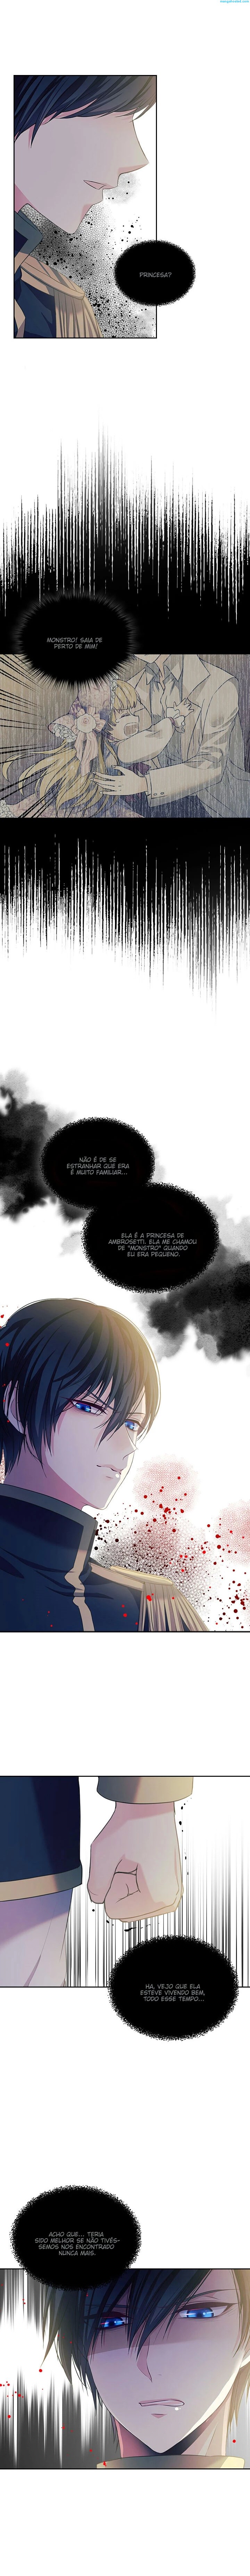 PRINCESA?
MONSTRO! SAIA DE
PERTO DE MIM!
NÃO É DE SE
ESTRANHAR QUE ERA
É MUITO FAMILIAR...
ELA É A PRINCESA DE
AMBROSETTI. ELA ME CHAMOU
DE "MONSTRO" QUANDO
EU ERA PEQUENO.
HA, VEJO QUE ELA
ESTEVE VIVENDO BEM,
TODO ESSE TEMPO...
ACHO QUE... TERIA
SIDO MELHOR SE NÃO TIVÉS-
SEMOS NOS ENCONTRADO
NUNCA MAIS.